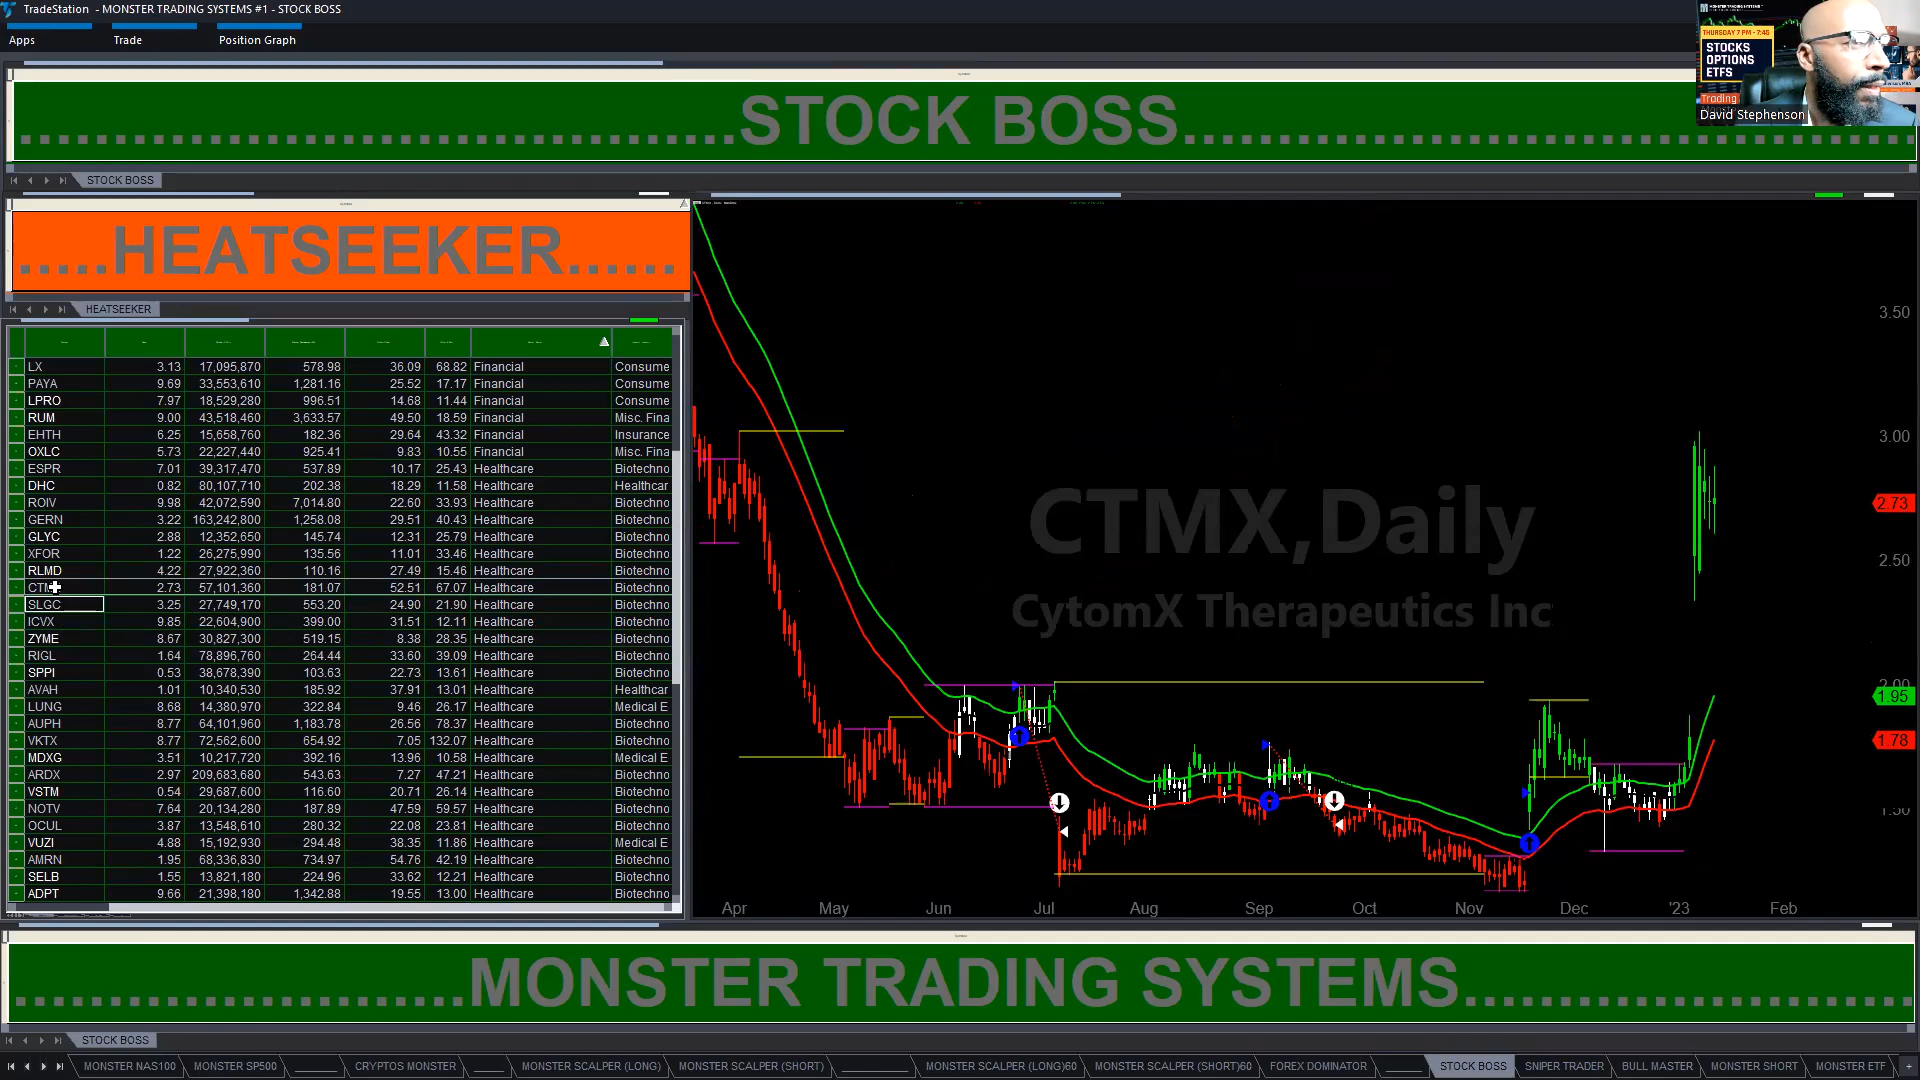 TradeStation - MONSTER TRADING SYSTEMS #1 - STOCK BOSS
Apps Trade Position Graph
THURSDAY 7 PM - 7:45
STOCKS
OPTIONS
ETFS
Trading
David Stephenson
STOCK BOSS
STOCK BOSS
HEATSEEKER
HEATSEEKER
LX 3.13 17,095,870 578.98 36.09 68.82 Financial Consume
PAYA 9.69 33,553,610 1,281.16 25.52 17.17 Financial Consume
LPRO 7.97 18,529,280 996.51 14.68 11.44 Financial Consume
RUM 9.00 43,518,460 3,633.57 49.50 18.59 Financial Misc. Fina
EHTH 6.25 15,658,760 182.36 29.64 43.32 Financial Insurance
OXLC 5.73 22,227,440 925.41 9.83 10.55 Financial Misc. Fina
ESPR 7.01 39,317,470 537.89 10.17 25.43 Healthcare Biotechno
DHC 0.82 80,107,710 202.38 18.29 11.58 Healthcare Healthcar
ROIV 9.98 42,072,590 7,014.80 22.60 33.93 Healthcare Biotechno
GERN 3.22 163,242,800 1,258.08 29.51 40.43 Healthcare Biotechno
GLYC 2.88 12,352,650 145.74 12.31 25.79 Healthcare Biotechno
XFOR 1.22 26,275,990 135.56 11.01 33.46 Healthcare Biotechno
RLMD 4.22 27,922,360 110.16 27.49 15.46 Healthcare Biotechno
CTM 2.73 57,101,360 181.07 52.51 67.07 Healthcare Biotechno
SLGC 3.25 27,749,170 553.20 24.90 21.90 Healthcare Biotechno
ICVX 9.85 22,604,900 399.00 31.51 12.11 Healthcare Biotechno
ZYME 8.67 30,827,300 519.15 8.38 28.35 Healthcare Biotechno
RIGL 1.64 78,896,760 264.44 33.60 39.09 Healthcare Biotechno
SPPI 0.53 38,678,390 103.63 22.73 13.61 Healthcare Biotechno
AVAH 1.01 10,340,530 185.92 37.91 13.01 Healthcare Healthcar
LUNG 8.68 14,380,970 322.84 9.46 26.17 Healthcare Medical E
AUPH 8.77 64,101,960 1,183.78 26.56 78.37 Healthcare Biotechno
VKTX 8.77 72,562,600 654.92 7.05 132.07 Healthcare Biotechno
MDXG 3.51 10,217,720 392.16 13.96 10.58 Healthcare Medical E
ARDX 2.97 209,683,680 543.63 7.27 47.21 Healthcare Biotechno
VSTM 0.54 29,687,600 116.60 20.71 26.14 Healthcare Biotechno
NOTV 7.64 20,134,280 187.89 47.59 59.57 Healthcare Biotechno
OCUL 3.87 13,548,610 280.32 22.08 23.81 Healthcare Biotechno
VUZI 4.88 15,192,930 294.48 38.35 11.86 Healthcare Medical E
AMRN 1.95 68,336,830 734.97 54.76 42.19 Healthcare Biotechno
SELB 1.55 13,821,180 224.96 33.62 12.21 Healthcare Biotechno
ADPT 9.66 21,398,180 1,342.88 19.55 13.00 Healthcare Biotechno
CTMX,Daily
CytomX Therapeutics Inc
3.50
3.00
2.73
2.50
2.00
1.95
1.78
Apr May Jun Jul Aug Sep Oct Nov Dec '23 Feb
MONSTER TRADING SYSTEMS
STOCK BOSS
MONSTER NAS100 MONSTER SP500 CRYPTOS MONSTER MONSTER SCALPER (LONG) MONSTER SCALPER (SHORT) MONSTER SCALPER (LONG)60 MONSTER SCALPER (SHORT)60 FOREX DOMINATOR STOCK BOSS SNIPER TRADER BULL MASTER MONSTER SHORT MONSTER ETF